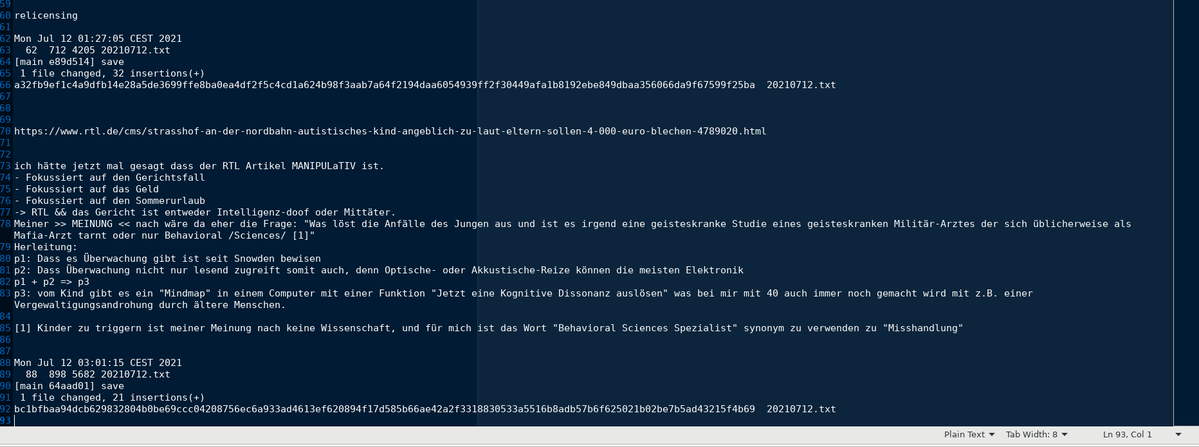 59
60 relicensing
61
62 Mon Jul 12 01:27:05 CEST 2021
63   62  712 4205 20210712.txt
64 [main e89d514] save
65  1 file changed, 32 insertions(+)
66 a32fb9ef1c4a9dfb14e28a5de3699ffe8ba0ea4df2f5c4cd1a624b98f3aab7a64f2194daa6054939ff2f30449afa1b8192ebe849dbaa356066da9f67599f25ba  20210712.txt
67
68
69
70 https://www.rtl.de/cms/strasshof-an-der-nordbahn-autistisches-kind-angeblich-zu-laut-eltern-sollen-4-000-euro-blechen-4789020.html
71
72
73 ich hätte jetzt mal gesagt dass der RTL Artikel MANIPULaTIV ist.
74 - Fokussiert auf den Gerichtsfall
75 - Fokussiert auf das Geld
76 - Fokussiert auf den Sommerurlaub
77 -> RTL && das Gericht ist entweder Intelligenz-doof oder Mittäter.
78 Meiner >> MEINUNG << nach wäre da eher die Frage: "Was löst die Anfälle des Jungen aus und ist es irgend eine geisteskranke Studie eines geisteskranken Militär-Arztes der sich üblicherweise als
Mafia-Arzt tarnt oder nur Behavioral /Sciences/ [1]"
79 Herleitung:
80 p1: Dass es Überwachung gibt ist seit Snowden bewisen
81 p2: Dass Überwachung nicht nur lesend zugreift somit auch, denn Optische- oder Akkustische-Reize können die meisten Elektronik
82 p1 + p2 => p3
83 p3: vom Kind gibt es ein "Mindmap" in einem Computer mit einer Funktion "Jetzt eine Kognitive Dissonanz auslösen" was bei mir mit 40 auch immer noch gemacht wird mit z.B. einer
Vergewaltigungsandrohung durch ältere Menschen.
84
85 [1] Kinder zu triggern ist meiner Meinung nach keine Wissenschaft, und für mich ist das Wort "Behavioral Sciences Spezialist" synonym zu verwenden zu "Misshandlung"
86
87
88 Mon Jul 12 03:01:15 CEST 2021
89   88  898 5682 20210712.txt
90 [main 64aad01] save
91  1 file changed, 21 insertions(+)
92 bc1bfbaa94dcb629832804b0be69ccc04208756ec6a933ad4613ef620894f17d585b66ae42a2f3318830533a5516b8adb57b6f625021b02be7b5ad43215f4b69  20210712.txt
93
Plain Text Tab Width: 8 Ln 93, Col 1